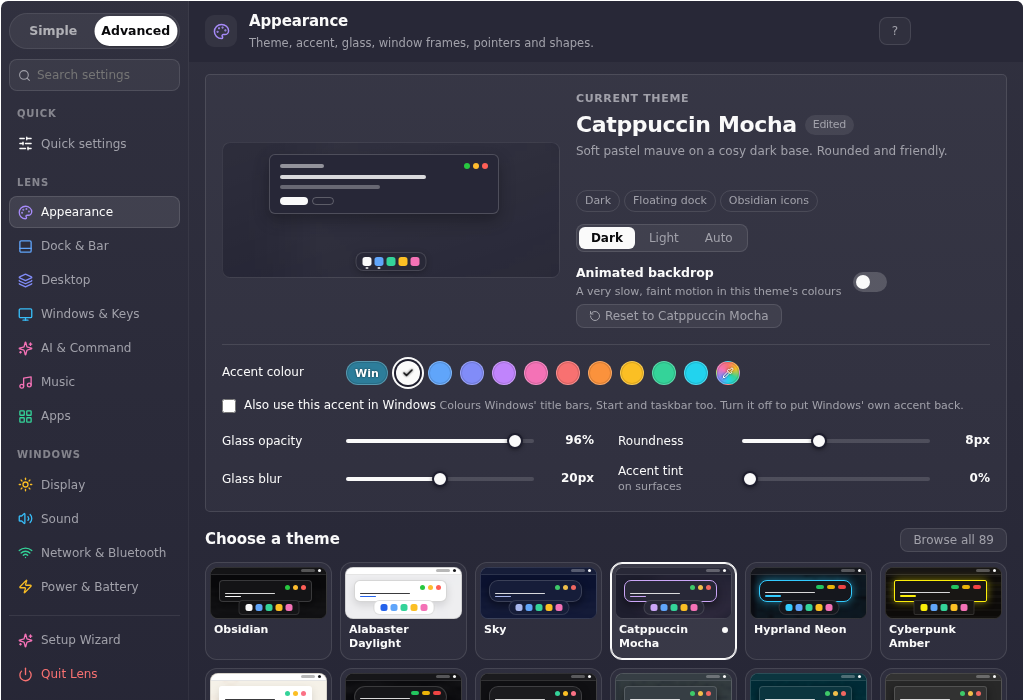 Simple
Advanced
Search settings
QUICK
Quick settings
LENS
Appearance
Dock & Bar
Desktop
Windows & Keys
AI & Command
Music
Apps
WINDOWS
Display
Sound
Network & Bluetooth
Power & Battery
Setup Wizard
Quit Lens
Appearance
Theme, accent, glass, window frames, pointers and shapes.
?
CURRENT THEME
Catppuccin Mocha Edited
Soft pastel mauve on a cosy dark base. Rounded and friendly.
Dark Floating dock Obsidian icons
Dark Light Auto
Animated backdrop
A very slow, faint motion in this theme's colours
Reset to Catppuccin Mocha
Accent colour Win
Also use this accent in Windows Colours Windows' title bars, Start and taskbar too. Turn it off to put Windows' own accent back.
Glass opacity 96% Roundness 8px
Glass blur 20px Accent tint 0%
on surfaces
Choose a theme Browse all 89
Obsidian
Alabaster
Daylight
Sky
Catppuccin
Mocha
Hyprland Neon
Cyberpunk
Amber